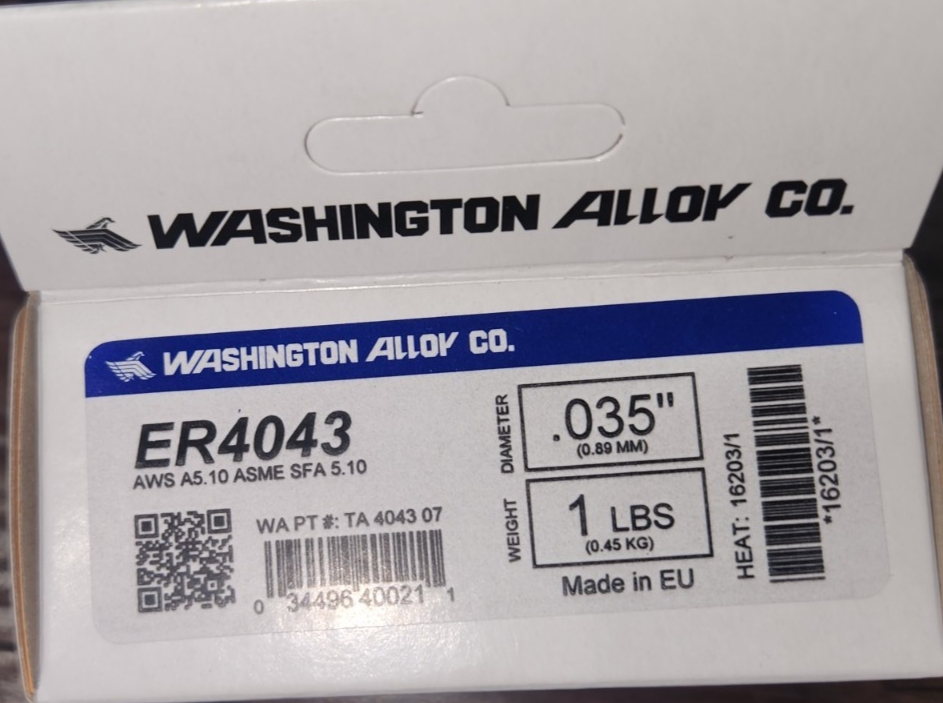 WASHINGTON ALLOY CO.
WASHINGTON ALLOY CO.
ER4043
AWS A5.10 ASME SFA 5.10
WA PT #: TA 4043 07
0 34496 40021 1
DIAMETER
.035"
(0.89 MM)
WEIGHT
1 LBS
(0.45 KG)
Made in EU
HEAT: 16203/1
*16203/1*